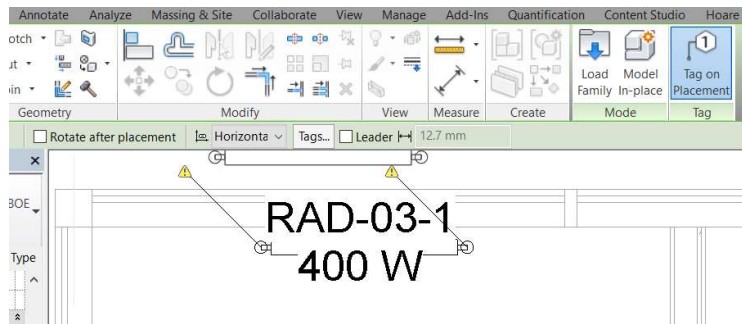 Annotate Analyze Massing & Site Collaborate View Manage Add-Ins Quantification Content Studio Hoare
otch
ut
oin
Load Family
Model In-place
Tag on Placement
Geometry Modify View Measure Create Mode Tag
Rotate after placement Horizonta Tags... Leader 12.7 mm
BOE
Type
RAD-03-1
400 W
1